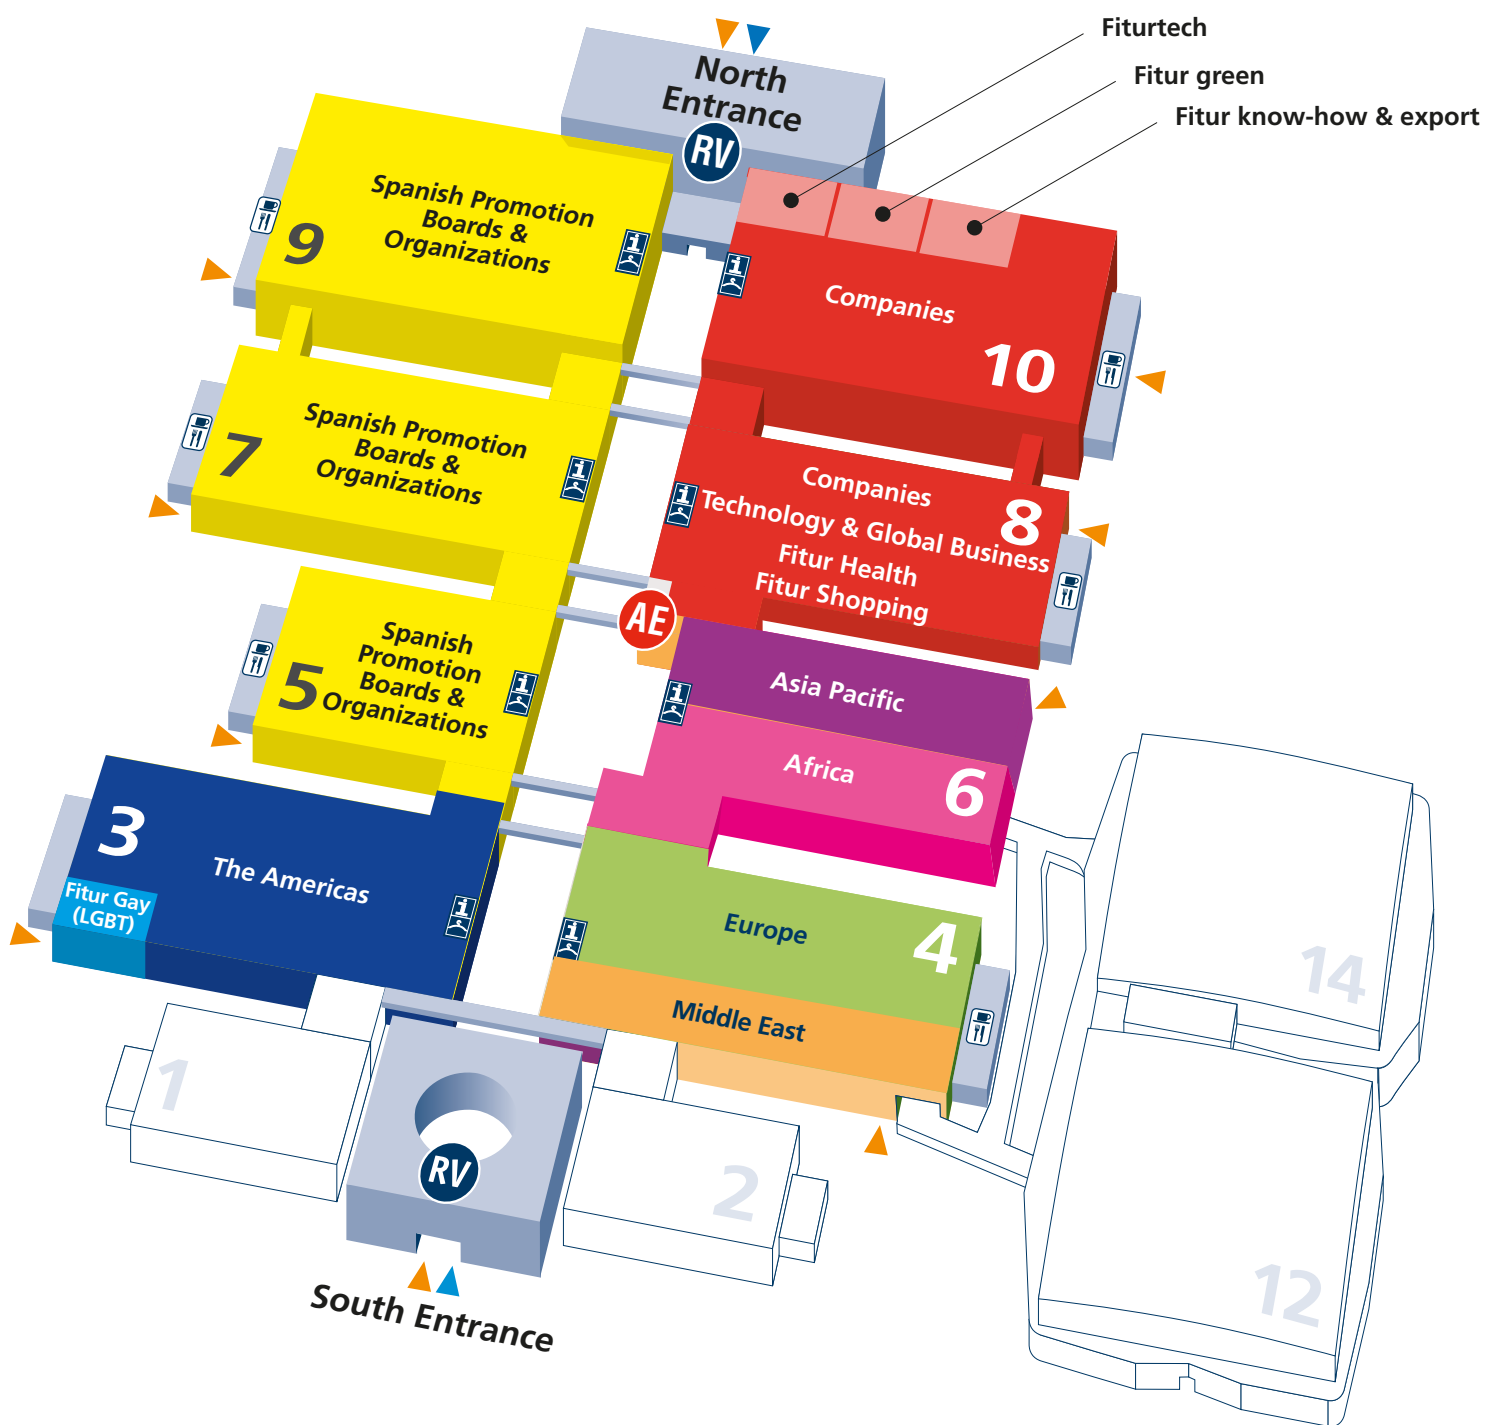 Fiturtech
Fitur green
Fitur know-how & export
North
Entrance
RV
Spanish Promotion
Boards &
Organizations
9
i
i
Companies
10
Spanish Promotion
Boards &
Organizations
7
i
i
Companies
8
Technology & Global Business
Fitur Health
Fitur Shopping
AE
Spanish
Promotion
Boards &
Organizations
5
i
i
Asia Pacific
Africa
6
3
The Americas
Fitur Gay
(LGBT)
i
i
Europe
4
Middle East
14
1
2
12
RV
South Entrance